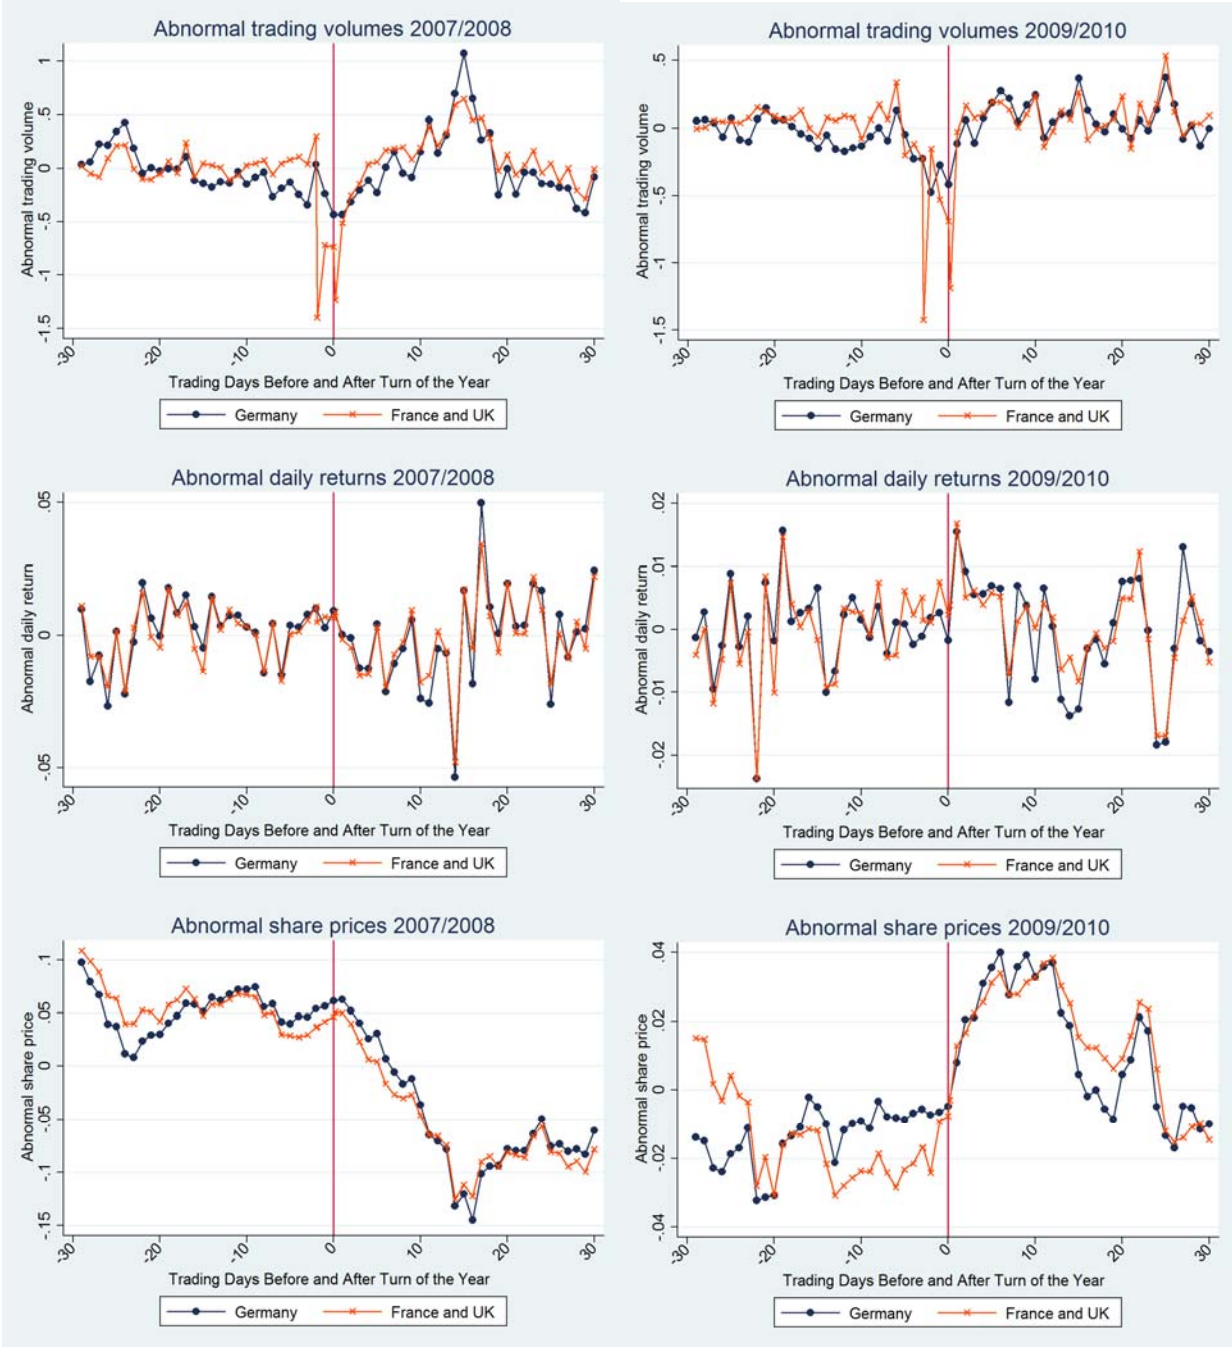 Abnormal trading volumes 2007/2008
Abnormal trading volume
1
.5
0
-.5
-1
-1.5
-30 -20 -10 0 10 20 30
Trading Days Before and After Turn of the Year
Germany France and UK
Abnormal trading volumes 2009/2010
Abnormal trading volume
.5
0
-.5
-1
-1.5
-30 -20 -10 0 10 20 30
Trading Days Before and After Turn of the Year
Germany France and UK
Abnormal daily returns 2007/2008
Abnormal daily return
.05
0
-.05
-30 -20 -10 0 10 20 30
Trading Days Before and After Turn of the Year
Germany France and UK
Abnormal daily returns 2009/2010
Abnormal daily return
.02
.01
0
-.01
-.02
-30 -20 -10 0 10 20 30
Trading Days Before and After Turn of the Year
Germany France and UK
Abnormal share prices 2007/2008
Abnormal share price
.1
.05
0
-.05
-.1
-.15
-30 -20 -10 0 10 20 30
Trading Days Before and After Turn of the Year
Germany France and UK
Abnormal share prices 2009/2010
Abnormal share price
.04
.02
0
-.02
-.04
-30 -20 -10 0 10 20 30
Trading Days Before and After Turn of the Year
Germany France and UK